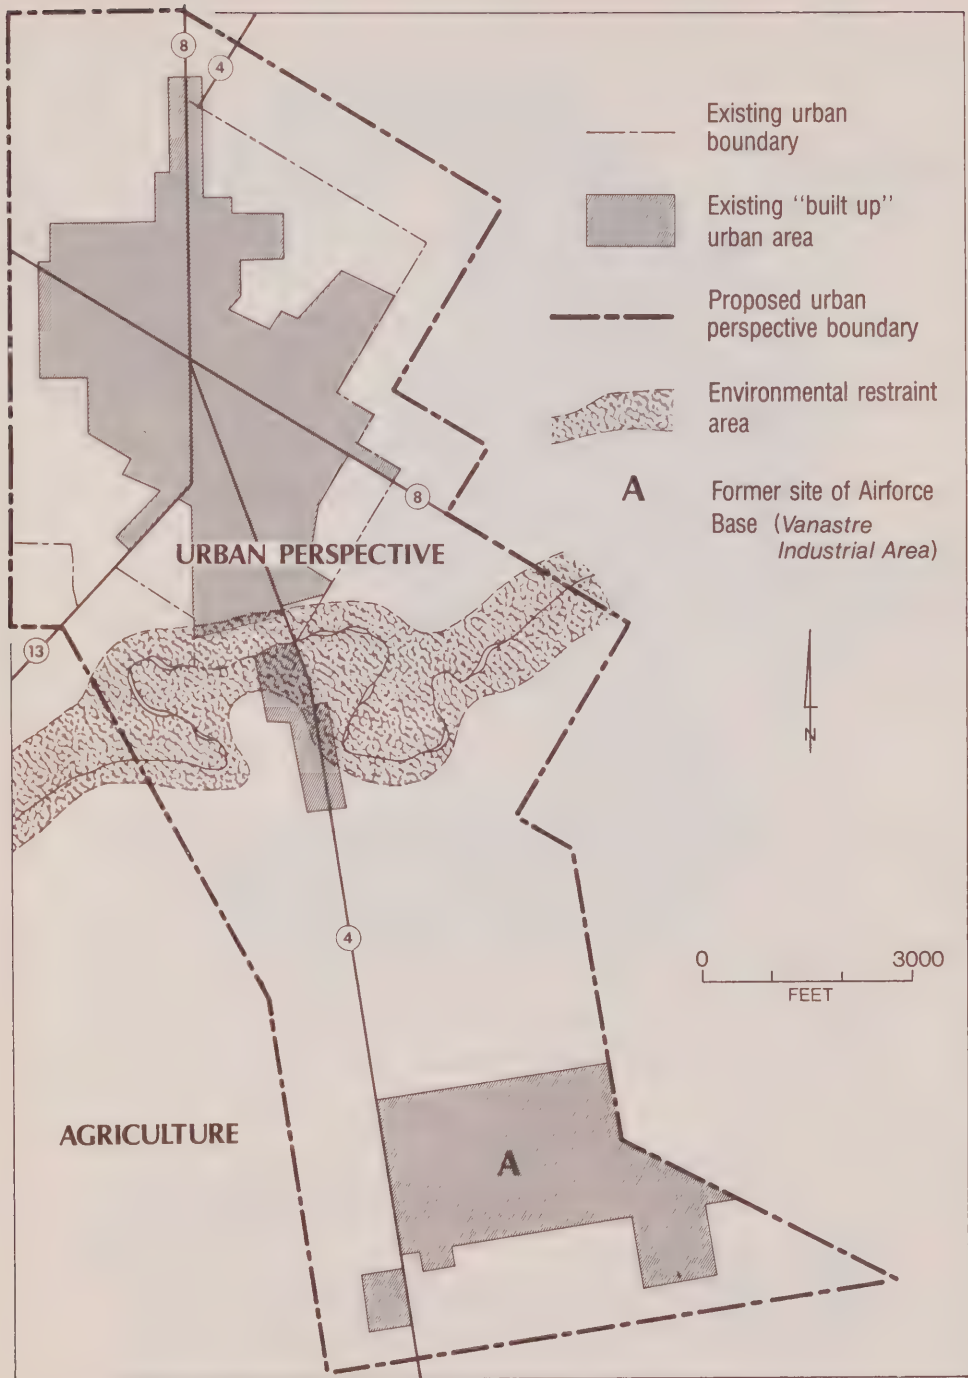 8
4
Existing urban
boundary
Existing "built up"
urban area
Proposed urban
perspective boundary
Environmental restraint
area
A
Former site of Airforce
Base (Vanastre
Industrial Area)
8
URBAN PERSPECTIVE
13
N
4
0 3000
FEET
AGRICULTURE
A